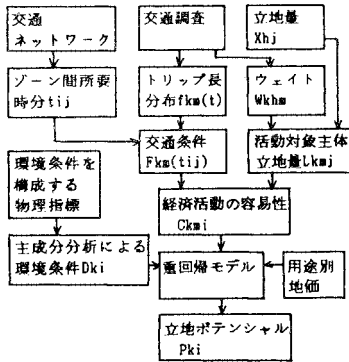 交通
ネットワーク
交通調査
立地量
Xhj
ゾーン間所要
時分tij
トリップ長
分布fkm(t)
ウェイト
Wkhm
交通条件
Fkm(tij)
活動対象主体
立地量Lkmj
環境条件を
構成する
物理指標
経済活動の容易性
Ckmi
主成分分析による
環境条件Dki
重回帰モデル
用途別
地価
立地ポテンシャル
Pki